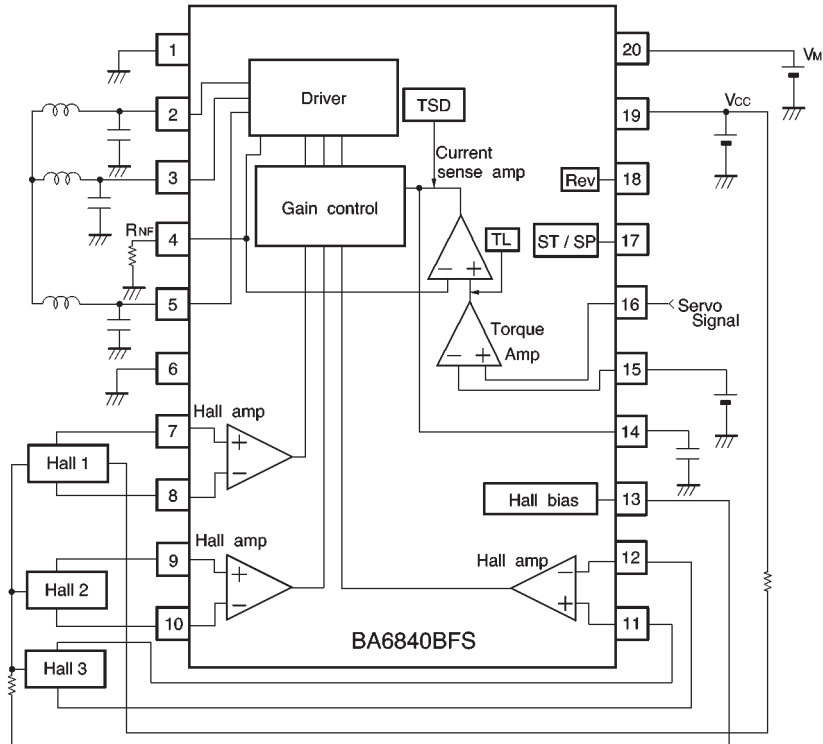 1
20
VM
Driver
TSD
2
19
VCC
Current
sense amp
3
Rev
18
Gain control
RNF
4
TL
ST / SP
17
5
16
Servo
Signal
Torque
Amp
6
15
Hall amp
7
14
Hall 1
8
Hall bias
13
Hall amp
9
Hall amp
12
Hall 2
10
11
BA6840BFS
Hall 3
+
−
+
−
−
+
−
+
−
+